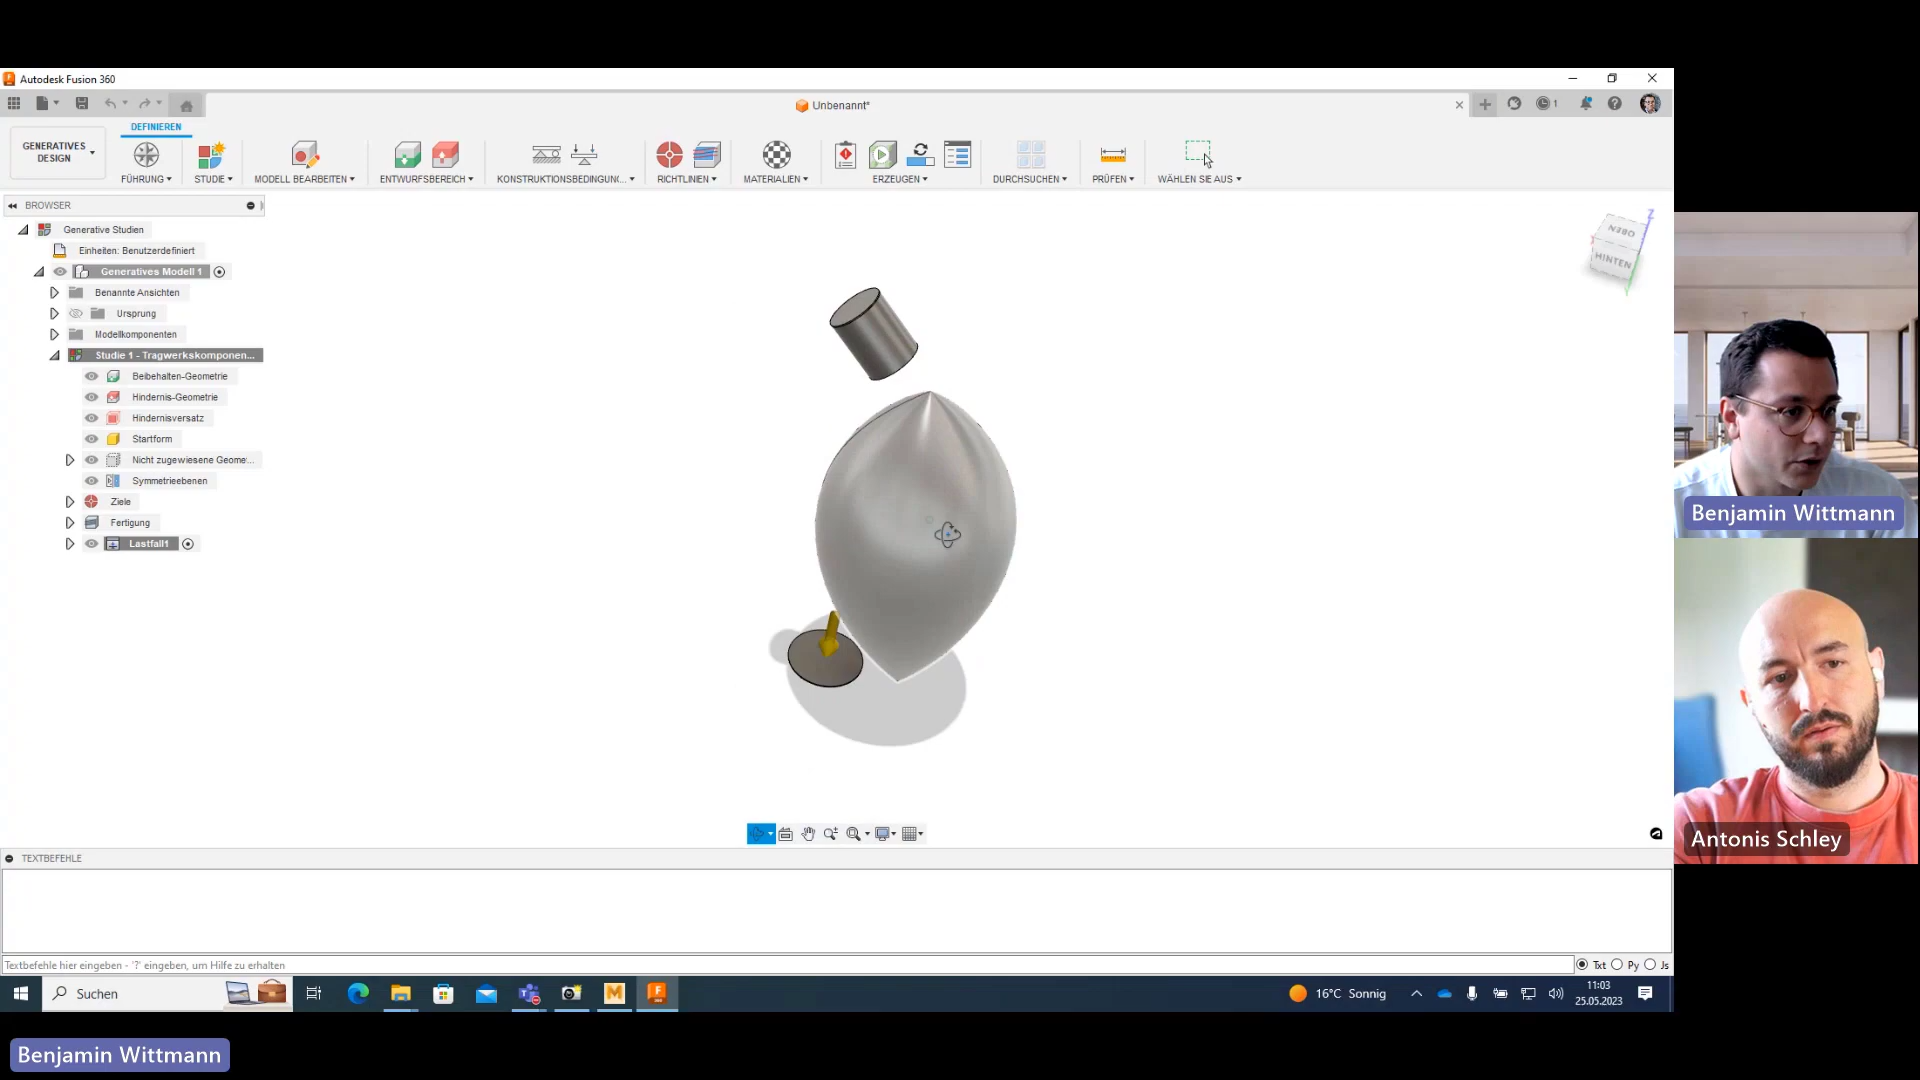 Autodesk Fusion 360
Unbenannt*
1
GENERATIVES DESIGN
DEFINIEREN
FÜHRUNG
STUDIE
MODELL BEARBEITEN
ENTWURFSBEREICH
KONSTRUKTIONSBEDINGUN...
RICHTLINIEN
MATERIALIEN
ERZEUGEN
DURCHSUCHEN
PRÜFEN
WÄHLEN SIE AUS
BROWSER
Generative Studien
Einheiten: Benutzerdefiniert
Generatives Modell 1
Benannte Ansichten
Ursprung
Modellkomponenten
Studie 1 - Tragwerkskomponen...
Beibehalten-Geometrie
Hindernis-Geometrie
Hindernisversatz
Startform
Nicht zugewiesene Geome...
Symmetrieebenen
Ziele
Fertigung
Lastfall1
Z
OBEN
HINTEN
Y
Benjamin Wittmann
Antonis Schley
TEXTBEFEHLE
Textbefehle hier eingeben - '?' eingeben, um Hilfe zu erhalten
Txt Py Js
Suchen
16°C Sonnig
11:03
25.05.2023
Benjamin Wittmann